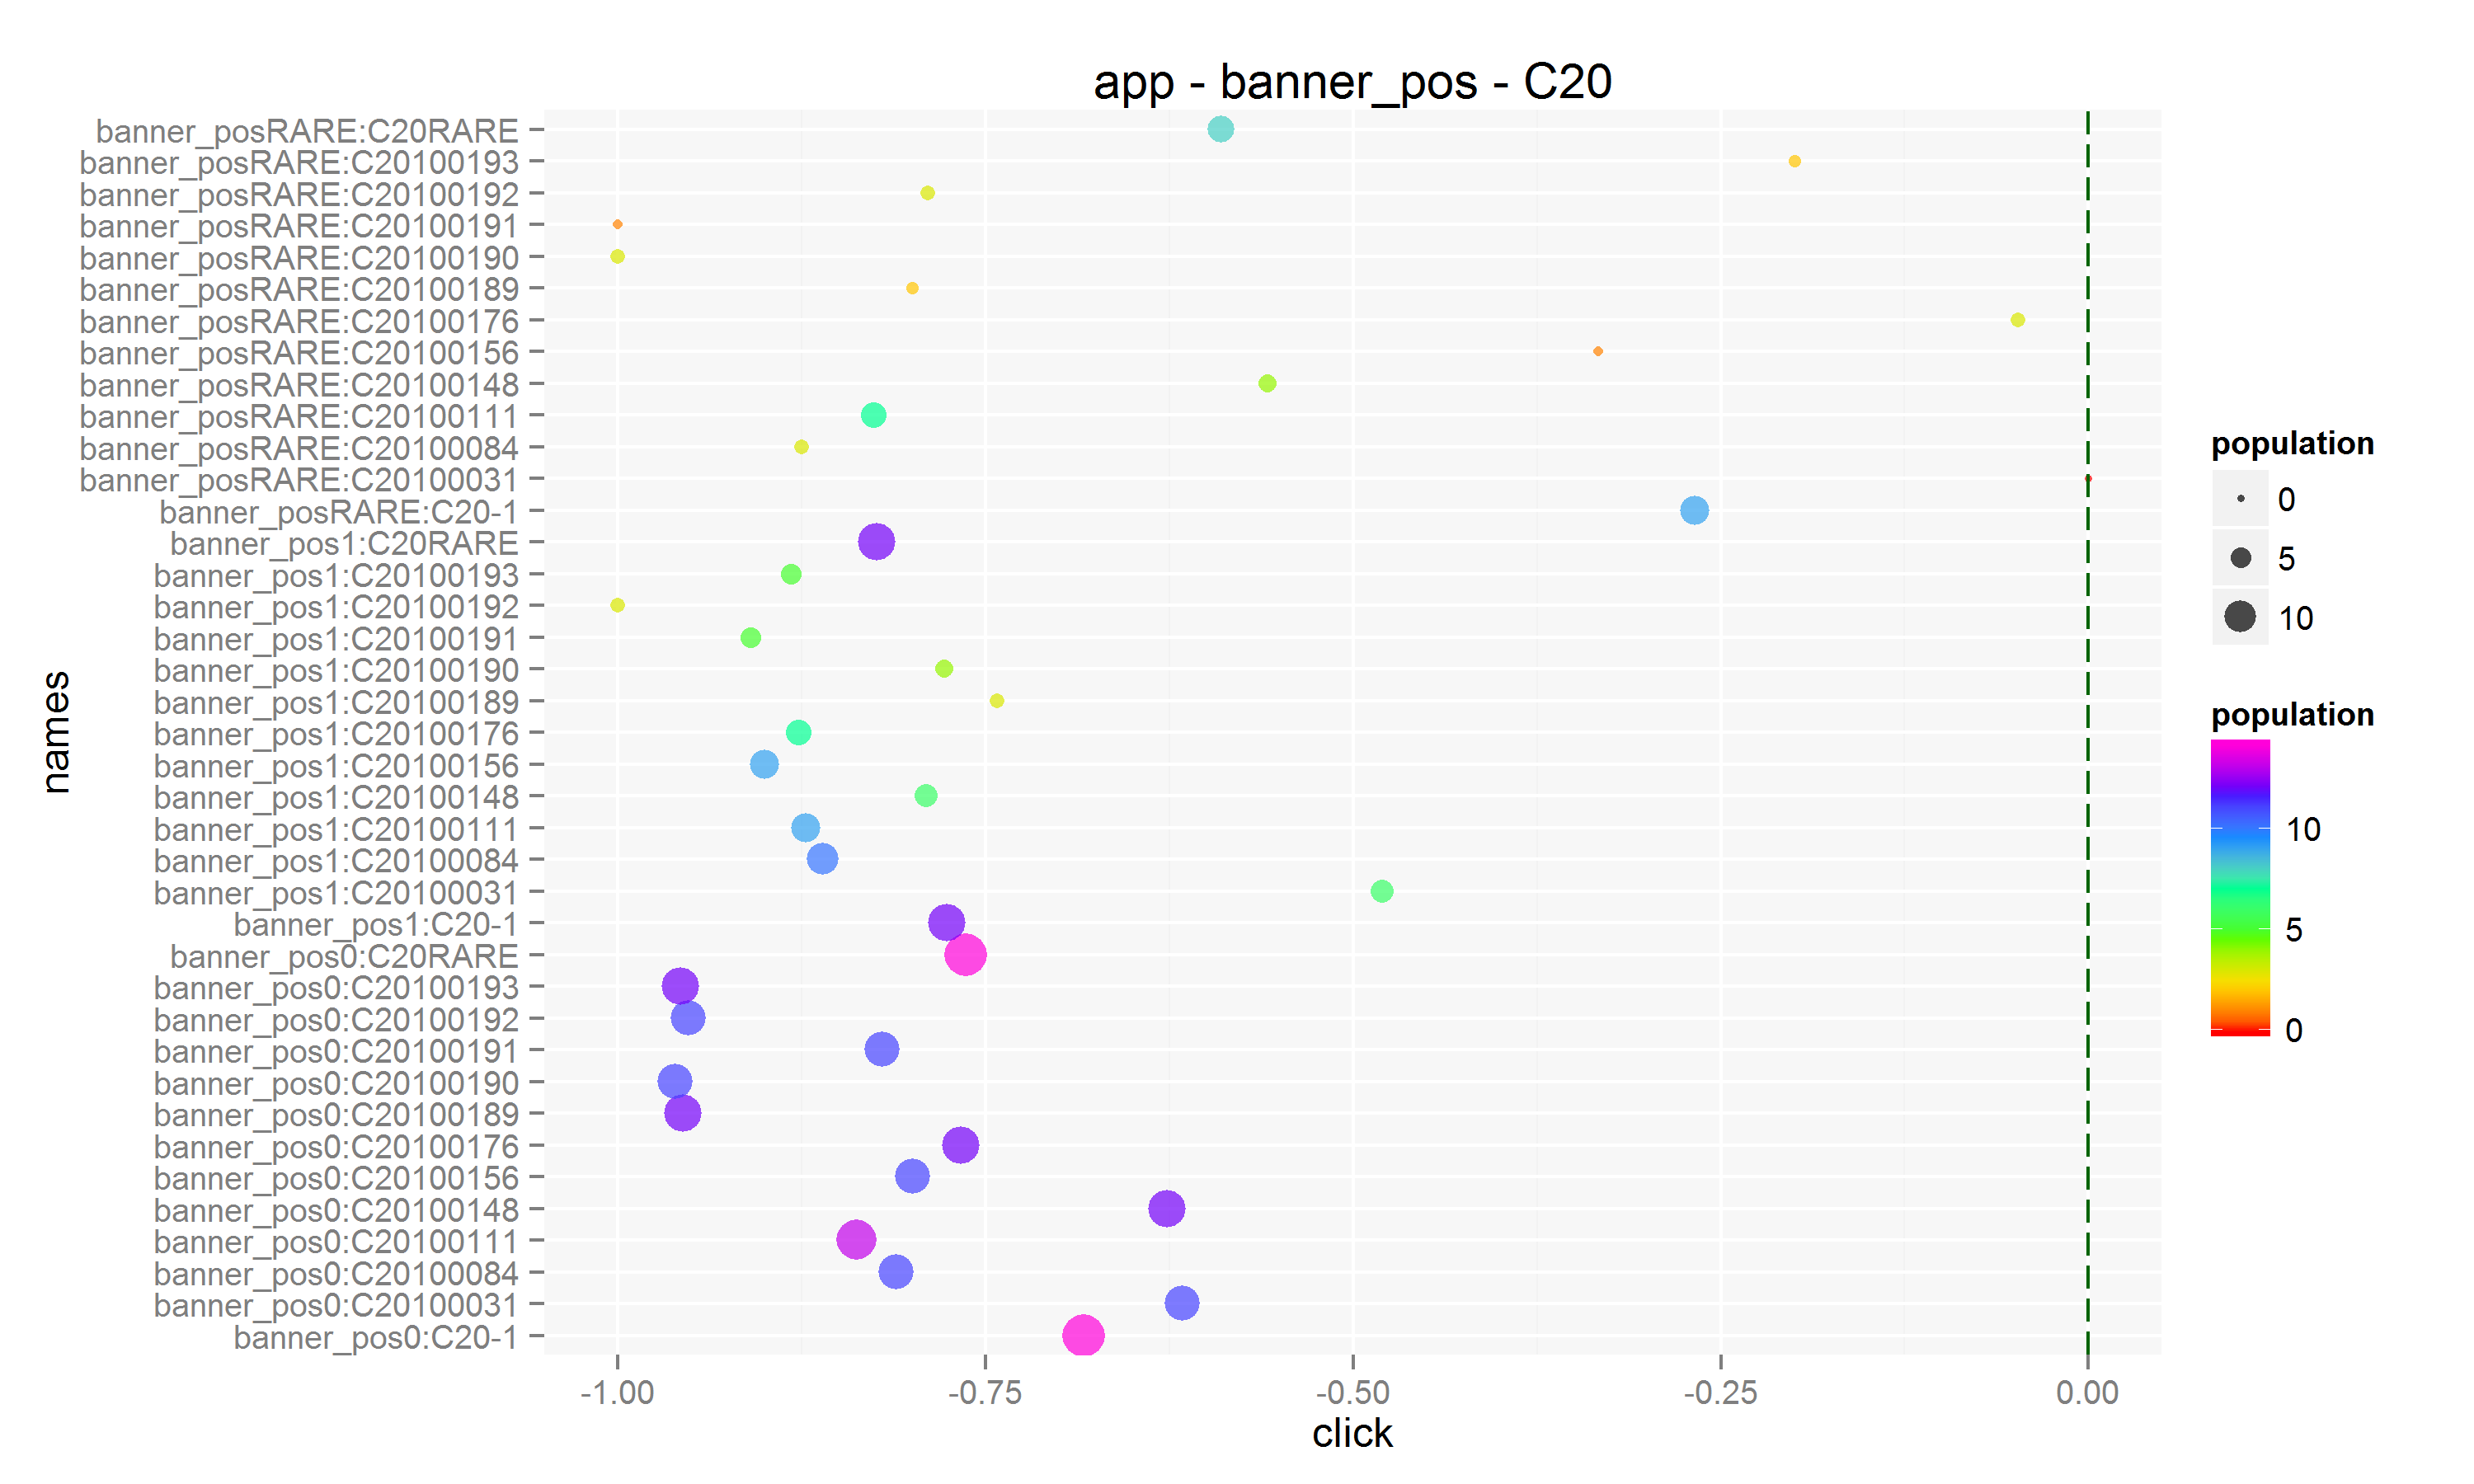 app - banner_pos - C20
banner_posRARE:C20RARE
banner_posRARE:C20100193
banner_posRARE:C20100192
banner_posRARE:C20100191
banner_posRARE:C20100190
banner_posRARE:C20100189
banner_posRARE:C20100176
banner_posRARE:C20100156
banner_posRARE:C20100148
banner_posRARE:C20100111
banner_posRARE:C20100084
banner_posRARE:C20100031
banner_posRARE:C20-1
banner_pos1:C20RARE
banner_pos1:C20100193
banner_pos1:C20100192
banner_pos1:C20100191
banner_pos1:C20100190
banner_pos1:C20100189
banner_pos1:C20100176
banner_pos1:C20100156
banner_pos1:C20100148
banner_pos1:C20100111
banner_pos1:C20100084
banner_pos1:C20100031
banner_pos1:C20-1
banner_pos0:C20RARE
banner_pos0:C20100193
banner_pos0:C20100192
banner_pos0:C20100191
banner_pos0:C20100190
banner_pos0:C20100189
banner_pos0:C20100176
banner_pos0:C20100156
banner_pos0:C20100148
banner_pos0:C20100111
banner_pos0:C20100084
banner_pos0:C20100031
banner_pos0:C20-1
names
-1.00 -0.75 -0.50 -0.25 0.00
click
population
0
5
10
population
10
5
0